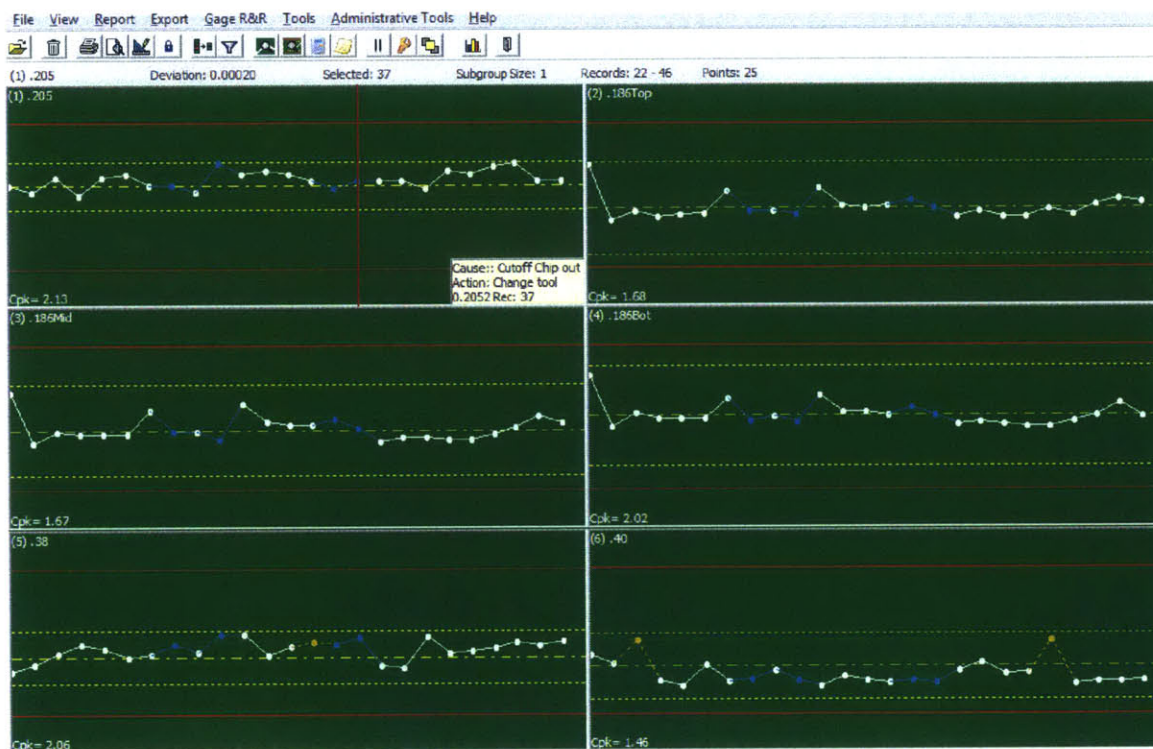 File View Report Export Gage R&R Tools Administrative Tools Help
(1) .205 Deviation: 0.00020 Selected: 37 Subgroup Size: 1 Records: 22 - 46 Points: 25
(1) .205
Cause:: Cutoff Chip out
Action: Change tool
0.2052 Rec: 37
Cpk= 2.13
(2) .186Top
Cpk= 1.68
(3) .186Mid
Cpk= 1.67
(4) .186Bot
Cpk= 2.02
(5) .38
Cpk= 2.06
(6) .40
Cpk= 1.46